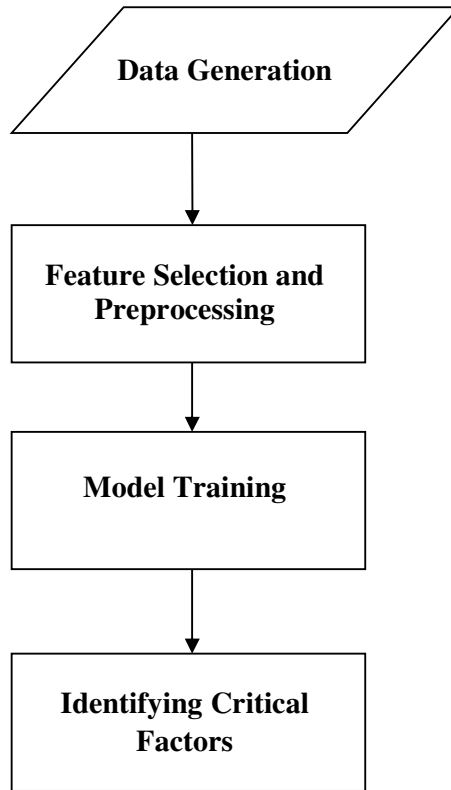 Data Generation
Feature Selection and
Preprocessing
Model Training
Identifying Critical
Factors